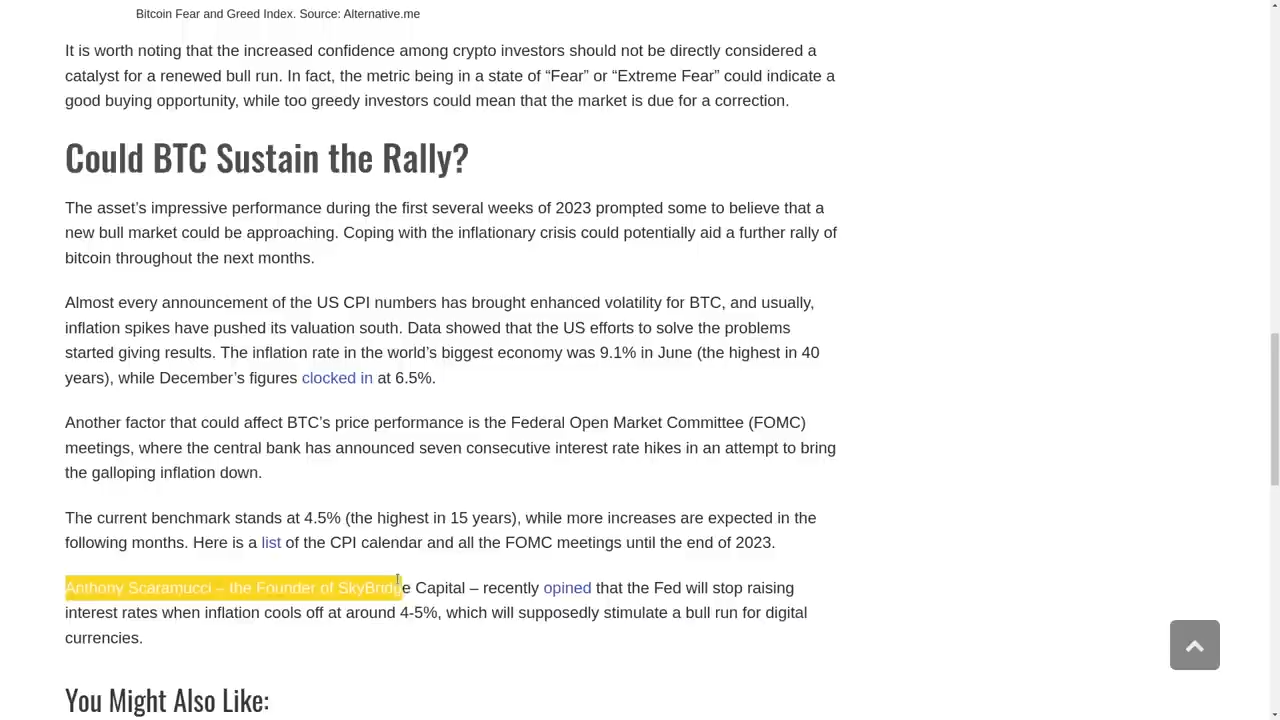 Bitcoin Fear and Greed Index. Source: Alternative.me
It is worth noting that the increased confidence among crypto investors should not be directly considered a
catalyst for a renewed bull run. In fact, the metric being in a state of “Fear” or “Extreme Fear” could indicate a
good buying opportunity, while too greedy investors could mean that the market is due for a correction.
Could BTC Sustain the Rally?
The asset’s impressive performance during the first several weeks of 2023 prompted some to believe that a
new bull market could be approaching. Coping with the inflationary crisis could potentially aid a further rally of
bitcoin throughout the next months.
Almost every announcement of the US CPI numbers has brought enhanced volatility for BTC, and usually,
inflation spikes have pushed its valuation south. Data showed that the US efforts to solve the problems
started giving results. The inflation rate in the world’s biggest economy was 9.1% in June (the highest in 40
years), while December’s figures clocked in at 6.5%.
Another factor that could affect BTC’s price performance is the Federal Open Market Committee (FOMC)
meetings, where the central bank has announced seven consecutive interest rate hikes in an attempt to bring
the galloping inflation down.
The current benchmark stands at 4.5% (the highest in 15 years), while more increases are expected in the
following months. Here is a list of the CPI calendar and all the FOMC meetings until the end of 2023.
Anthony Scaramucci – the Founder of SkyBridge Capital – recently opined that the Fed will stop raising
interest rates when inflation cools off at around 4-5%, which will supposedly stimulate a bull run for digital
currencies.
You Might Also Like: